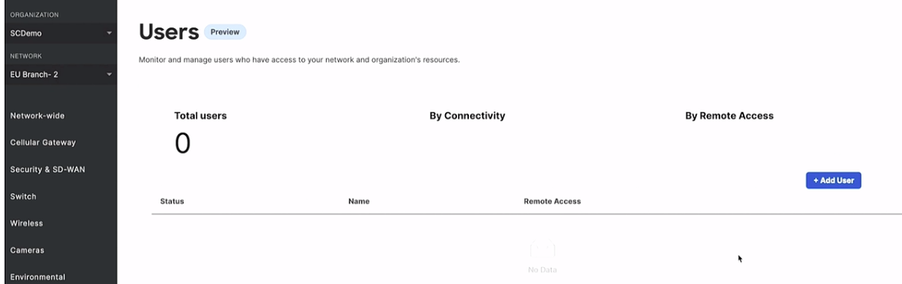 ORGANIZATION
SCDemo
NETWORK
EU Branch- 2
Network-wide
Cellular Gateway
Security & SD-WAN
Switch
Wireless
Cameras
Environmental
Users
Preview
Monitor and manage users who have access to your network and organization's resources.
Total users
0
By Connectivity
By Remote Access
+ Add User
Status Name Remote Access
No Data